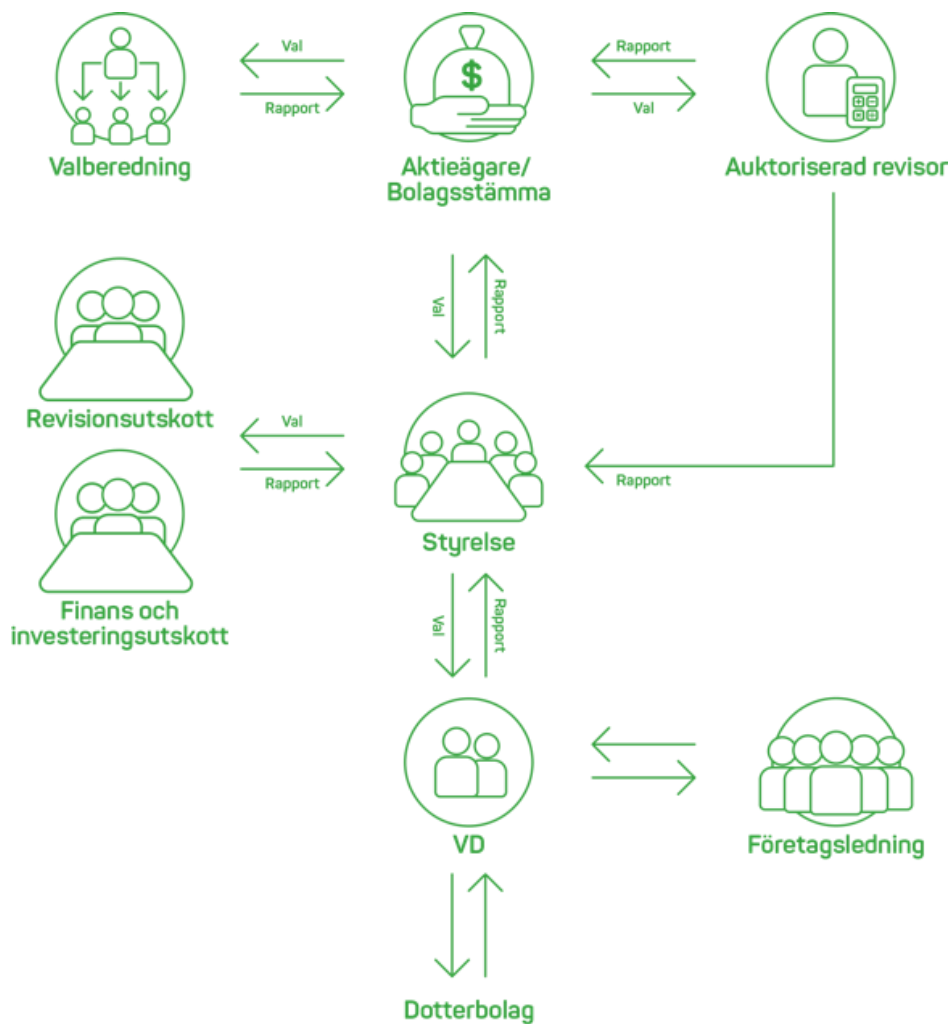 Val
Rapport
Rapport
Val
$
Valberedning
Aktieägare/
Bolagsstämma
Auktoriserad revisor
Val
Rapport
Revisionsutskott
Val
Rapport
Rapport
Styrelse
Finans och
investeringsutskott
Val
Rapport
VD
Företagsledning
Dotterbolag